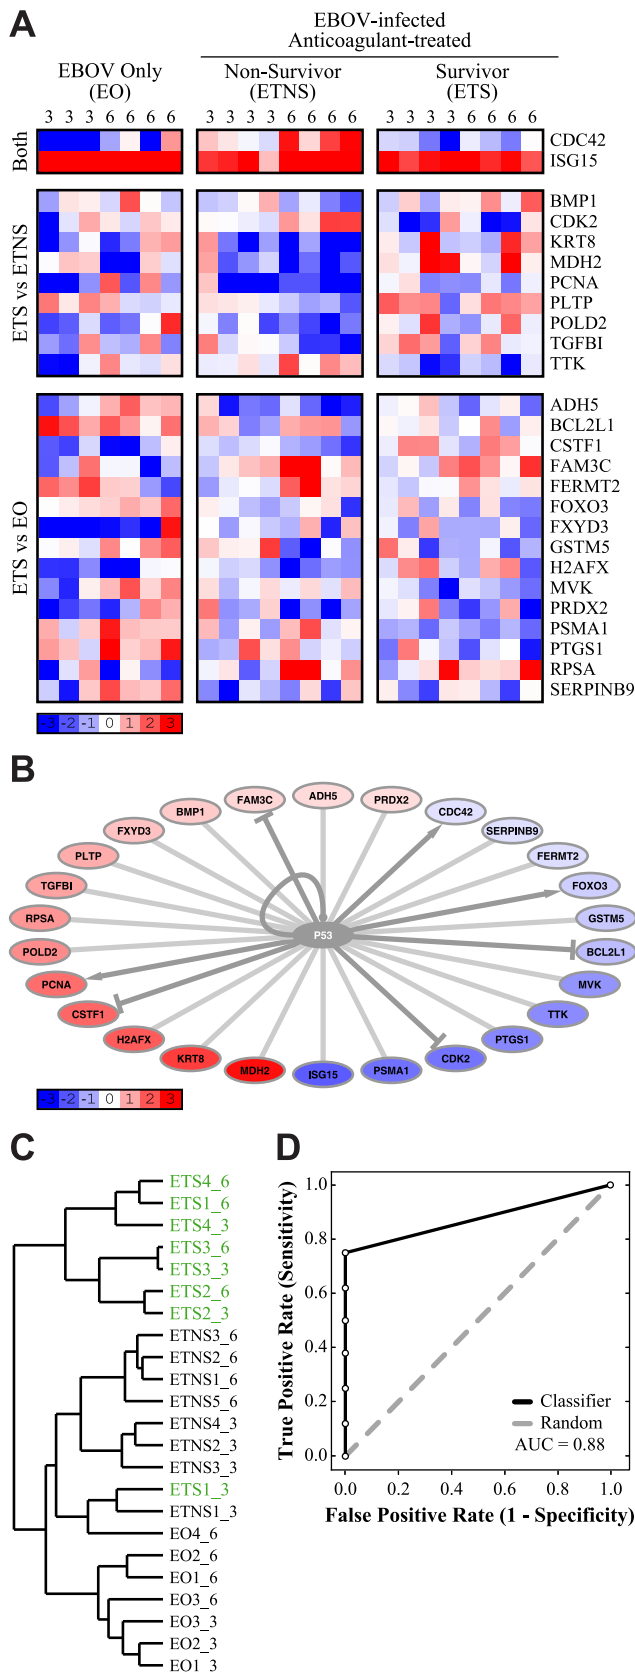 A
EBOV-infected
Anticoagulant-treated
EBOV Only
(EO)
Non-Survivor
(ETNS)
Survivor
(ETS)
3 3 3 6 6 6 6
3 3 3 3 6 6 6 6
3 3 3 3 6 6 6 6
Both
CDC42
ISG15
ETS vs ETNS
BMP1
CDK2
KRT8
MDH2
PCNA
PLTP
POLD2
TGFBI
TTK
ETS vs EO
ADH5
BCL2L1
CSTF1
FAM3C
FERMT2
FOXO3
FXYD3
GSTM5
H2AFX
MVK
PRDX2
PSMA1
PTGS1
RPSA
SERPINB9
-3 -2 -1 0 1 2 3
B
ADH5
FAM3C
PRDX2
BMP1
CDC42
FXYD3
SERPINB9
PLTP
FERMT2
TGFBI
FOXO3
RPSA
GSTM5
P53
POLD2
BCL2L1
PCNA
MVK
CSTF1
TTK
H2AFX
PTGS1
KRT8
CDK2
MDH2
ISG15
PSMA1
-3 -2 -1 0 1 2 3
C
ETS4_6
ETS1_6
ETS4_3
ETS3_6
ETS3_3
ETS2_6
ETS2_3
ETNS3_6
ETNS2_6
ETNS1_6
ETNS5_6
ETNS4_3
ETNS2_3
ETNS3_3
ETS1_3
ETNS1_3
EO4_6
EO2_6
EO1_6
EO3_6
EO3_3
EO2_3
EO1_3
D
True Positive Rate (Sensitivity)
1.0
0.8
0.6
0.4
0.2
0.0
Classifier
Random
AUC = 0.88
0.0 0.2 0.4 0.6 0.8 1.0
False Positive Rate (1 - Specificity)